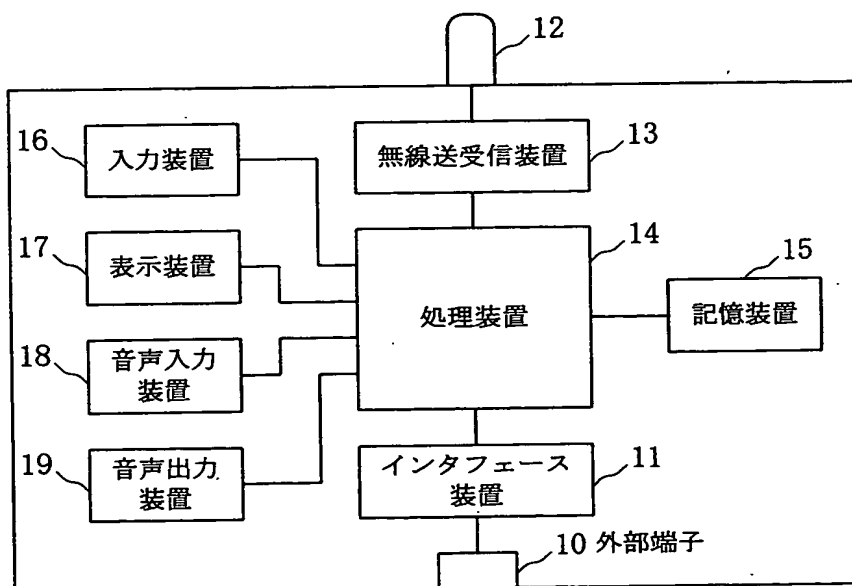 12
16
入力装置
無線送受信装置
13
17
表示装置
14
処理装置
15
記憶装置
18
音声入力
装置
19
音声出力
装置
インタフェース
装置
11
10 外部端子